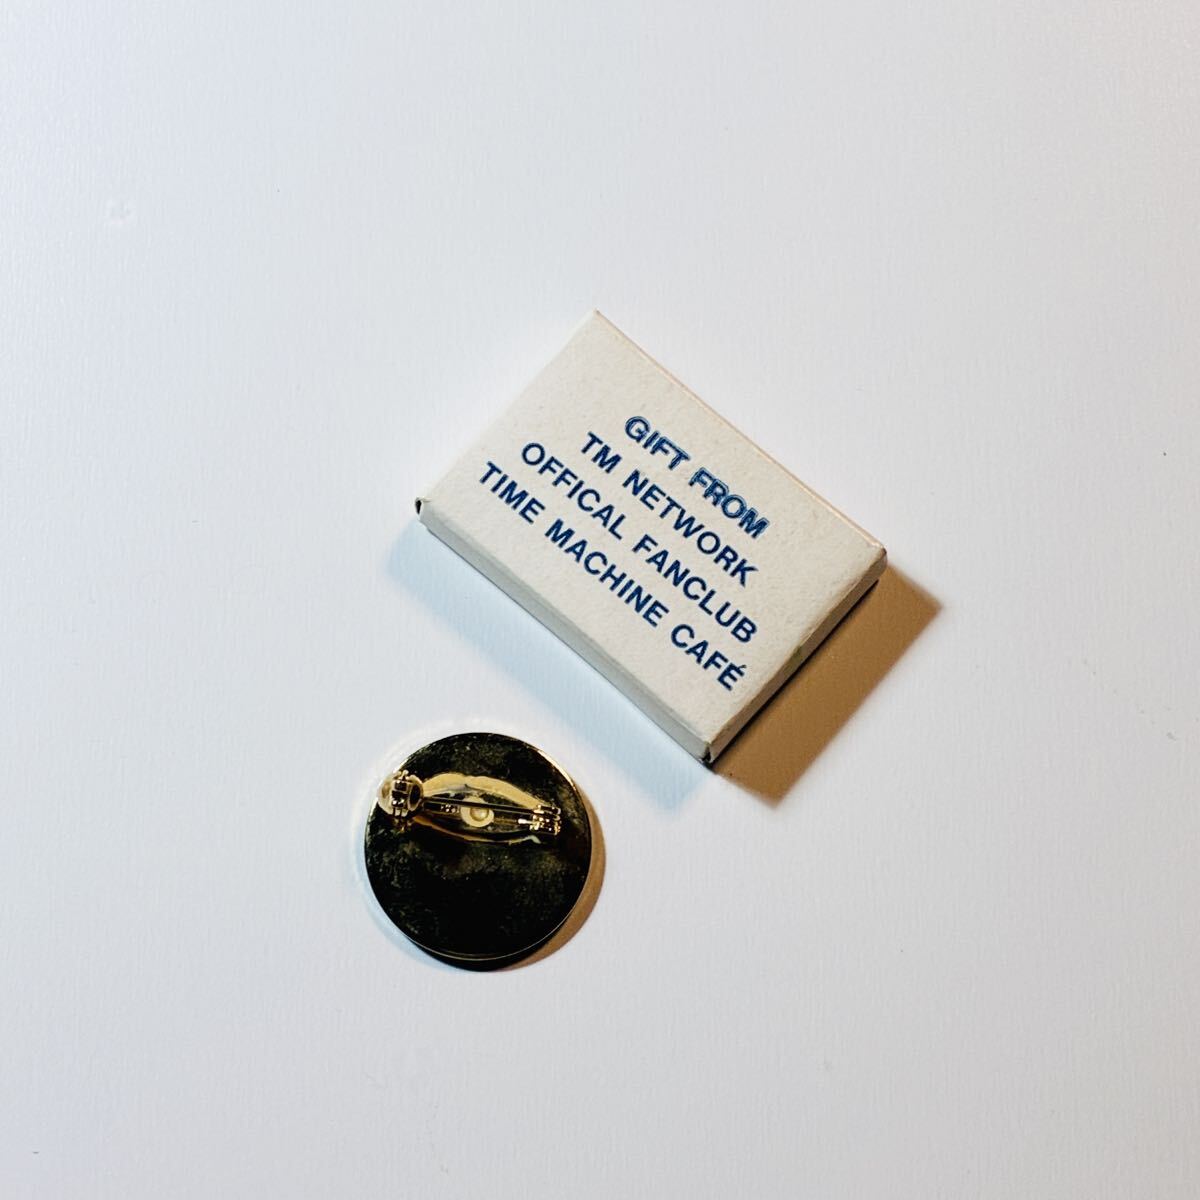 GIFT FROM
TM NETWORK
OFFICAL FANCLUB
TIME MACHINE CAFÉ